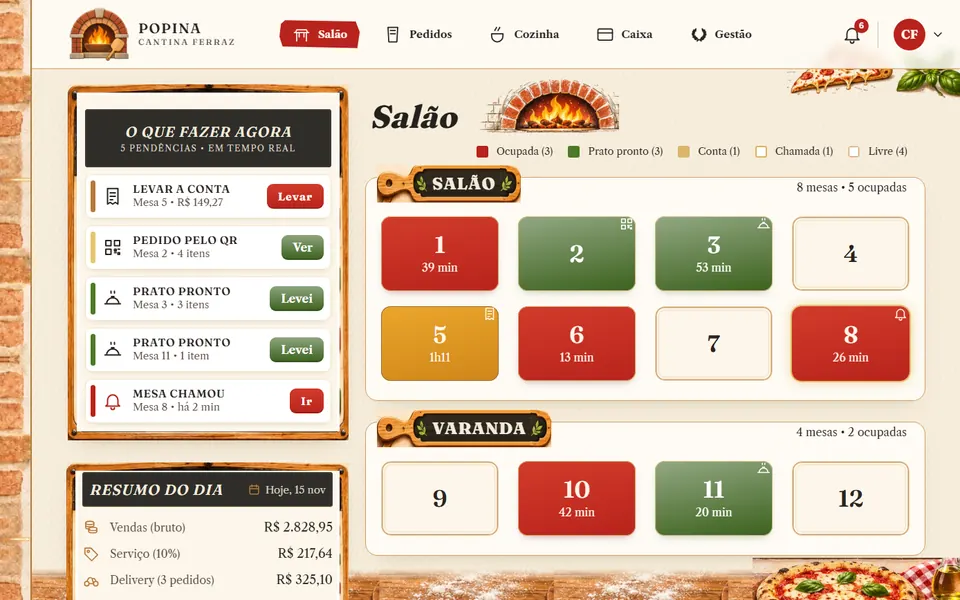 POPINA
CANTINA FERRAZ
Salão
Pedidos
Cozinha
Caixa
Gestão
6
CF
O QUE FAZER AGORA
5 PENDÊNCIAS • EM TEMPO REAL
LEVAR A CONTA
Mesa 5 • R$ 149,27
Levar
PEDIDO PELO QR
Mesa 2 • 4 itens
Ver
PRATO PRONTO
Mesa 3 • 3 itens
Levei
PRATO PRONTO
Mesa 11 • 1 item
Levei
MESA CHAMOU
Mesa 8 • há 2 min
Ir
RESUMO DO DIA
Hoje, 15 nov
Vendas (bruto)
R$ 2.828,95
Serviço (10%)
R$ 217,64
Delivery (3 pedidos)
R$ 325,10
Salão
Ocupada (3)
Prato pronto (3)
Conta (1)
Chamada (1)
Livre (4)
SALÃO
8 mesas • 5 ocupadas
1
39 min
2
3
53 min
4
5
1h11
6
13 min
7
8
26 min
VARANDA
4 mesas • 2 ocupadas
9
10
42 min
11
20 min
12